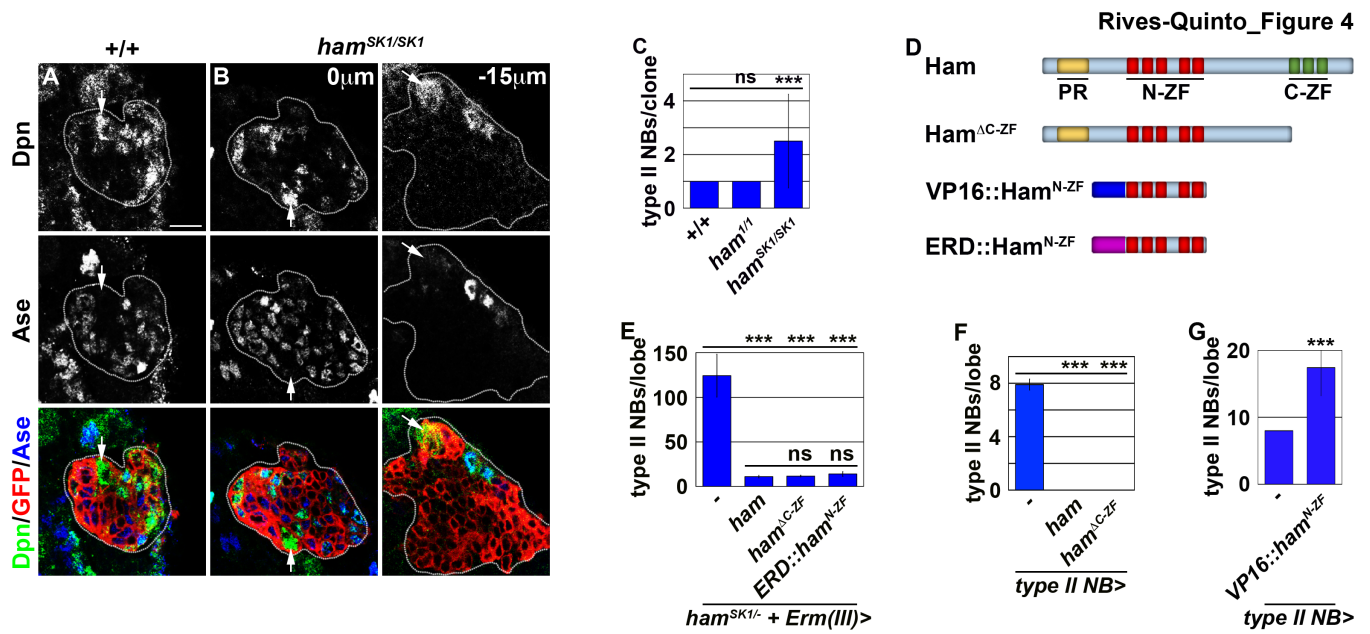 Rives-Quinto_Figure 4
+/+
ham^SK1/SK1
A
B
0μm
-15μm
Dpn
Ase
Dpn/GFP/Ase
C
type II NBs/clone
ns
***
4
2
0
+/+
ham^1/1
ham^SK1/SK1
D
Ham
PR
N-ZF
C-ZF
Ham^ΔC-ZF
VP16::Ham^N-ZF
ERD::Ham^N-ZF
E
type II NBs/lobe
*** *** ***
150
100
50
0
ns ns
-
ham
ham^ΔC-ZF
ERD::ham^N-ZF
ham^SK1/- + Erm(III)>
F
type II NBs/lobe
*** ***
8
4
0
-
ham
ham^ΔC-ZF
type II NB>
G
type II NBs/lobe
***
20
10
0
-
VP16::ham^N-ZF
type II NB>